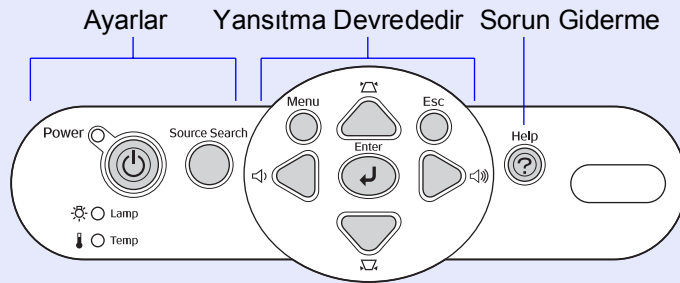 Ayarlar Yansıtma Devrededir Sorun Giderme
Menu Esc
Power Source Search Enter Help
?
Lamp
Temp